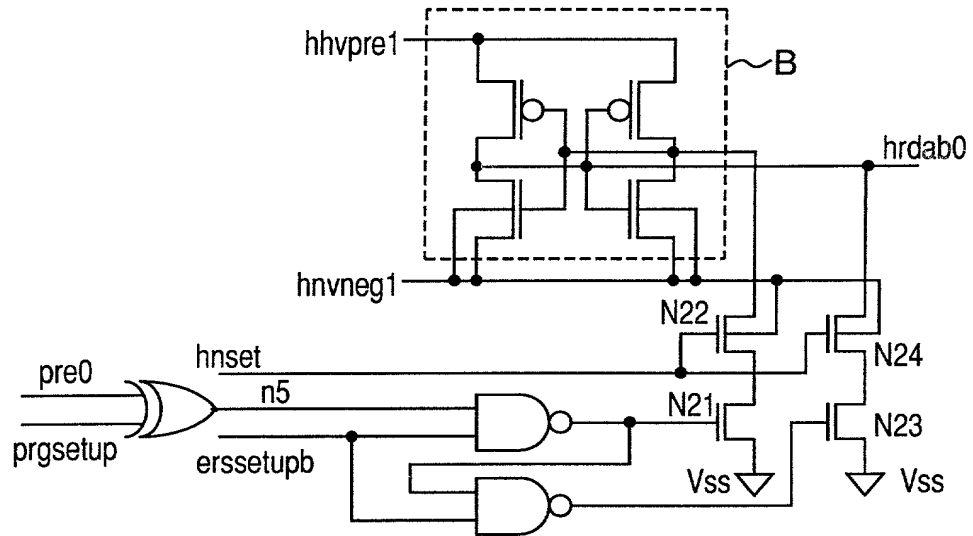 hhvpre1
B
hrdab0
hnvneg1
N22
hnset
N24
pre0
n5
N21
N23
prgsetup
erssetupb
Vss
Vss